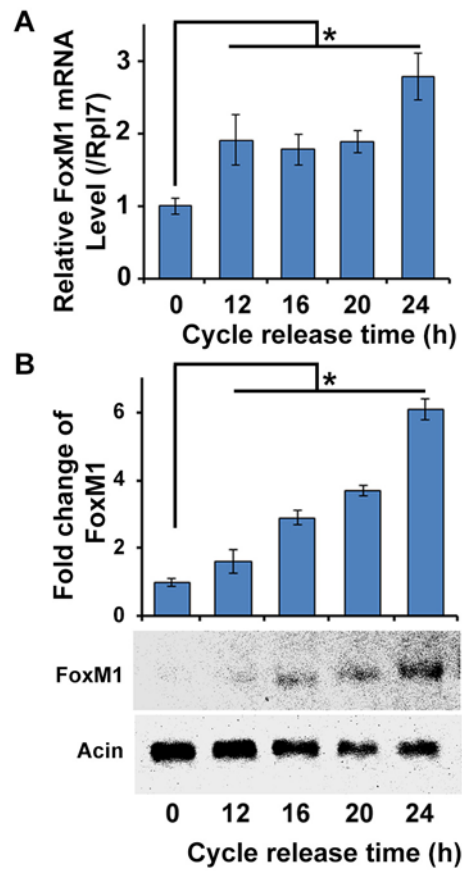 A
*
Relative FoxM1 mRNA
Level (/Rpl7)
3
2
1
0
0 12 16 20 24
Cycle release time (h)
B
*
Fold change of
FoxM1
6
4
2
0
FoxM1
Acin
0 12 16 20 24
Cycle release time (h)